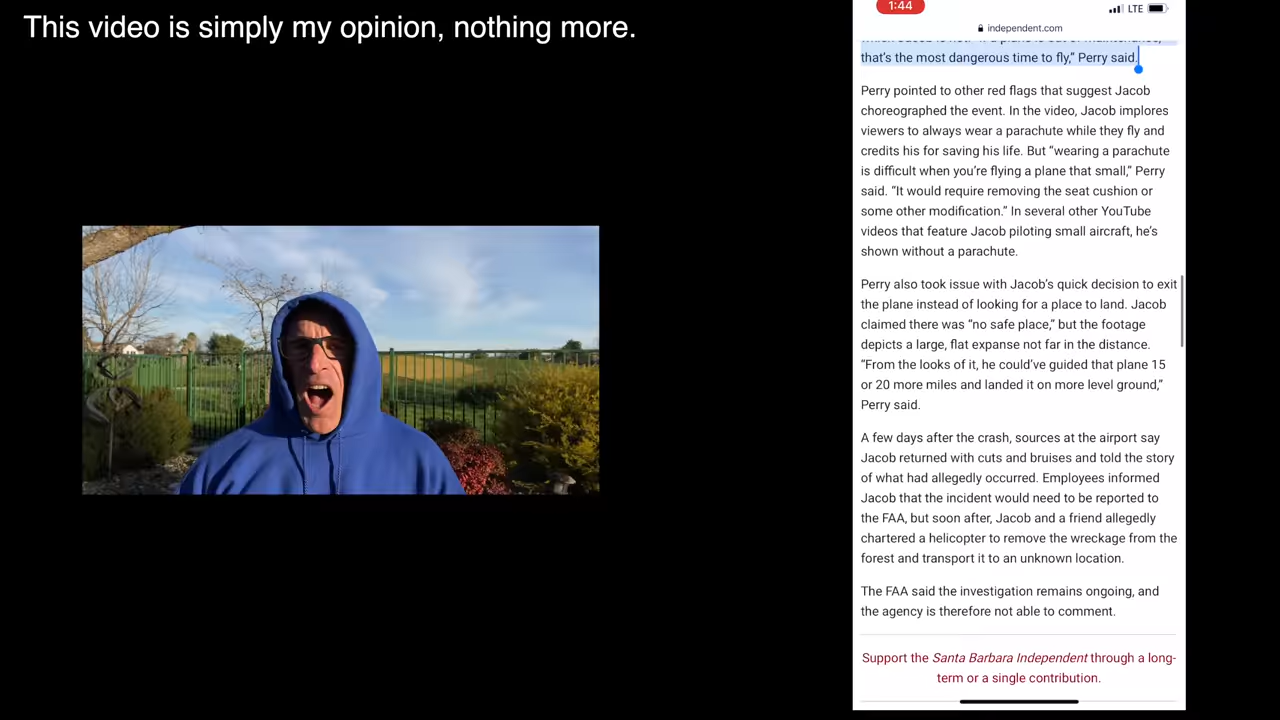 This video is simply my opinion, nothing more.
1:44
LTE
independent.com
that's the most dangerous time to fly,” Perry said.
Perry pointed to other red flags that suggest Jacob
choreographed the event. In the video, Jacob implores
viewers to always wear a parachute while they fly and
credits his for saving his life. But “wearing a parachute
is difficult when you're flying a plane that small,” Perry
said. “It would require removing the seat cushion or
some other modification.” In several other YouTube
videos that feature Jacob piloting small aircraft, he's
shown without a parachute.
Perry also took issue with Jacob's quick decision to exit
the plane instead of looking for a place to land. Jacob
claimed there was “no safe place,” but the footage
depicts a large, flat expanse not far in the distance.
“From the looks of it, he could've guided that plane 15
or 20 more miles and landed it on more level ground,”
Perry said.
A few days after the crash, sources at the airport say
Jacob returned with cuts and bruises and told the story
of what had allegedly occurred. Employees informed
Jacob that the incident would need to be reported to
the FAA, but soon after, Jacob and a friend allegedly
chartered a helicopter to remove the wreckage from the
forest and transport it to an unknown location.
The FAA said the investigation remains ongoing, and
the agency is therefore not able to comment.
Support the Santa Barbara Independent through a long-
term or a single contribution.